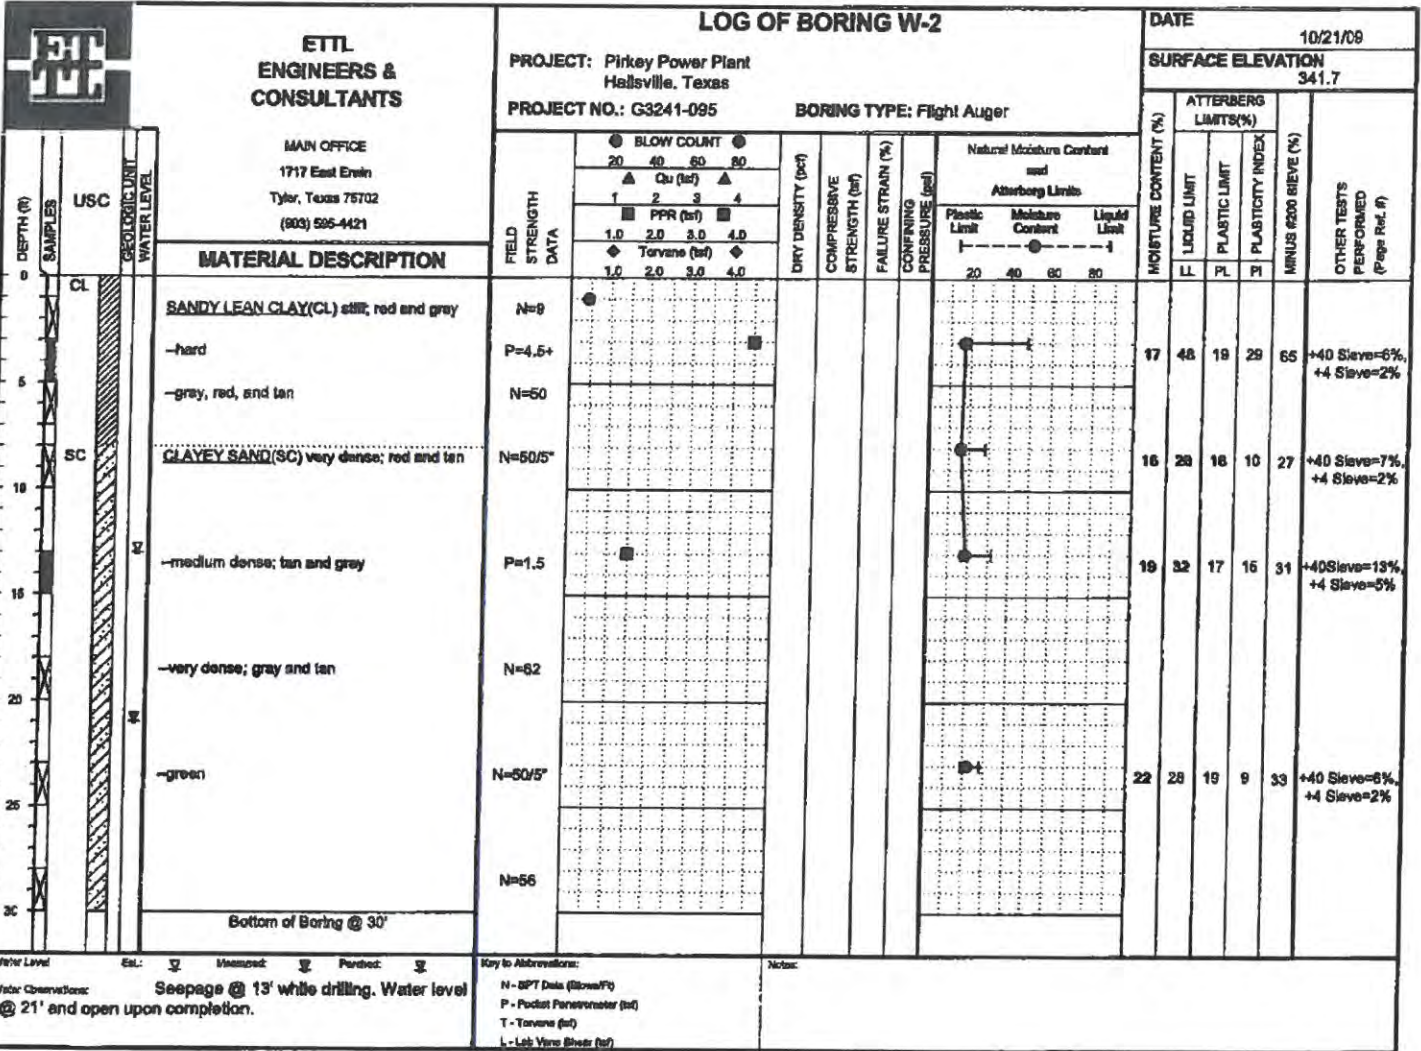 ETTL
ETTL
ENGINEERS &
CONSULTANTS
MAIN OFFICE
1717 East Erwin
Tyler, Texas 75702
(903) 595-4421
LOG OF BORING W-2
PROJECT: Pirkey Power Plant
Hallsville, Texas
PROJECT NO.: G3241-095 BORING TYPE: Flight Auger
DATE
10/21/09
SURFACE ELEVATION
341.7
DEPTH (ft)
SAMPLES
USC
GEOLOGIC UNIT
WATER LEVEL
MATERIAL DESCRIPTION
FIELD
STRENGTH
DATA
BLOW COUNT
20 40 60 80
Qu (tsf)
1 2 3 4
PPR (tsf)
1.0 2.0 3.0 4.0
Torvane (tsf)
1.0 2.0 3.0 4.0
DRY DENSITY (pcf)
COMPRESSIVE
STRENGTH (tsf)
FAILURE STRAIN (%)
CONFINING
PRESSURE (psi)
Natural Moisture Content
and
Atterberg Limits
Plastic Limit
Moisture Content
Liquid Limit
20 40 60 80
MOISTURE CONTENT (%)
ATTERBERG
LIMITS(%)
LIQUID LIMIT
PLASTIC LIMIT
PLASTICITY INDEX
LL PL PI
MINUS #200 SIEVE (%)
OTHER TESTS
PERFORMED
(Page Ref. #)
0
CL
SANDY LEAN CLAY(CL) stiff; red and gray N=9
--hard P=4.5+ 17 48 19 29 65 +40 Sieve=6%,
+4 Sieve=2%
5
--gray, red, and tan N=50
SC
CLAYEY SAND(SC) very dense; red and tan N=50/5" 16 28 18 10 27 +40 Sieve=7%,
+4 Sieve=2%
10
--medium dense; tan and gray P=1.5 19 32 17 15 31 +40Sieve=13%,
+4 Sieve=5%
15
--very dense; gray and tan N=62
20
--green N=50/5" 22 28 19 9 33 +40 Sieve=6%,
+4 Sieve=2%
25
N=56
30
Bottom of Boring @ 30'
Water Level Est.: Measured: Perched:
Water Observations: Seepage @ 13' while drilling. Water level
@ 21' and open upon completion.
Key to Abbreviations:
N - SPT Data (Blows/Ft)
P - Pocket Penetrometer (tsf)
T - Torvane (tsf)
L - Lab Vane Shear (tsf)
Notes: